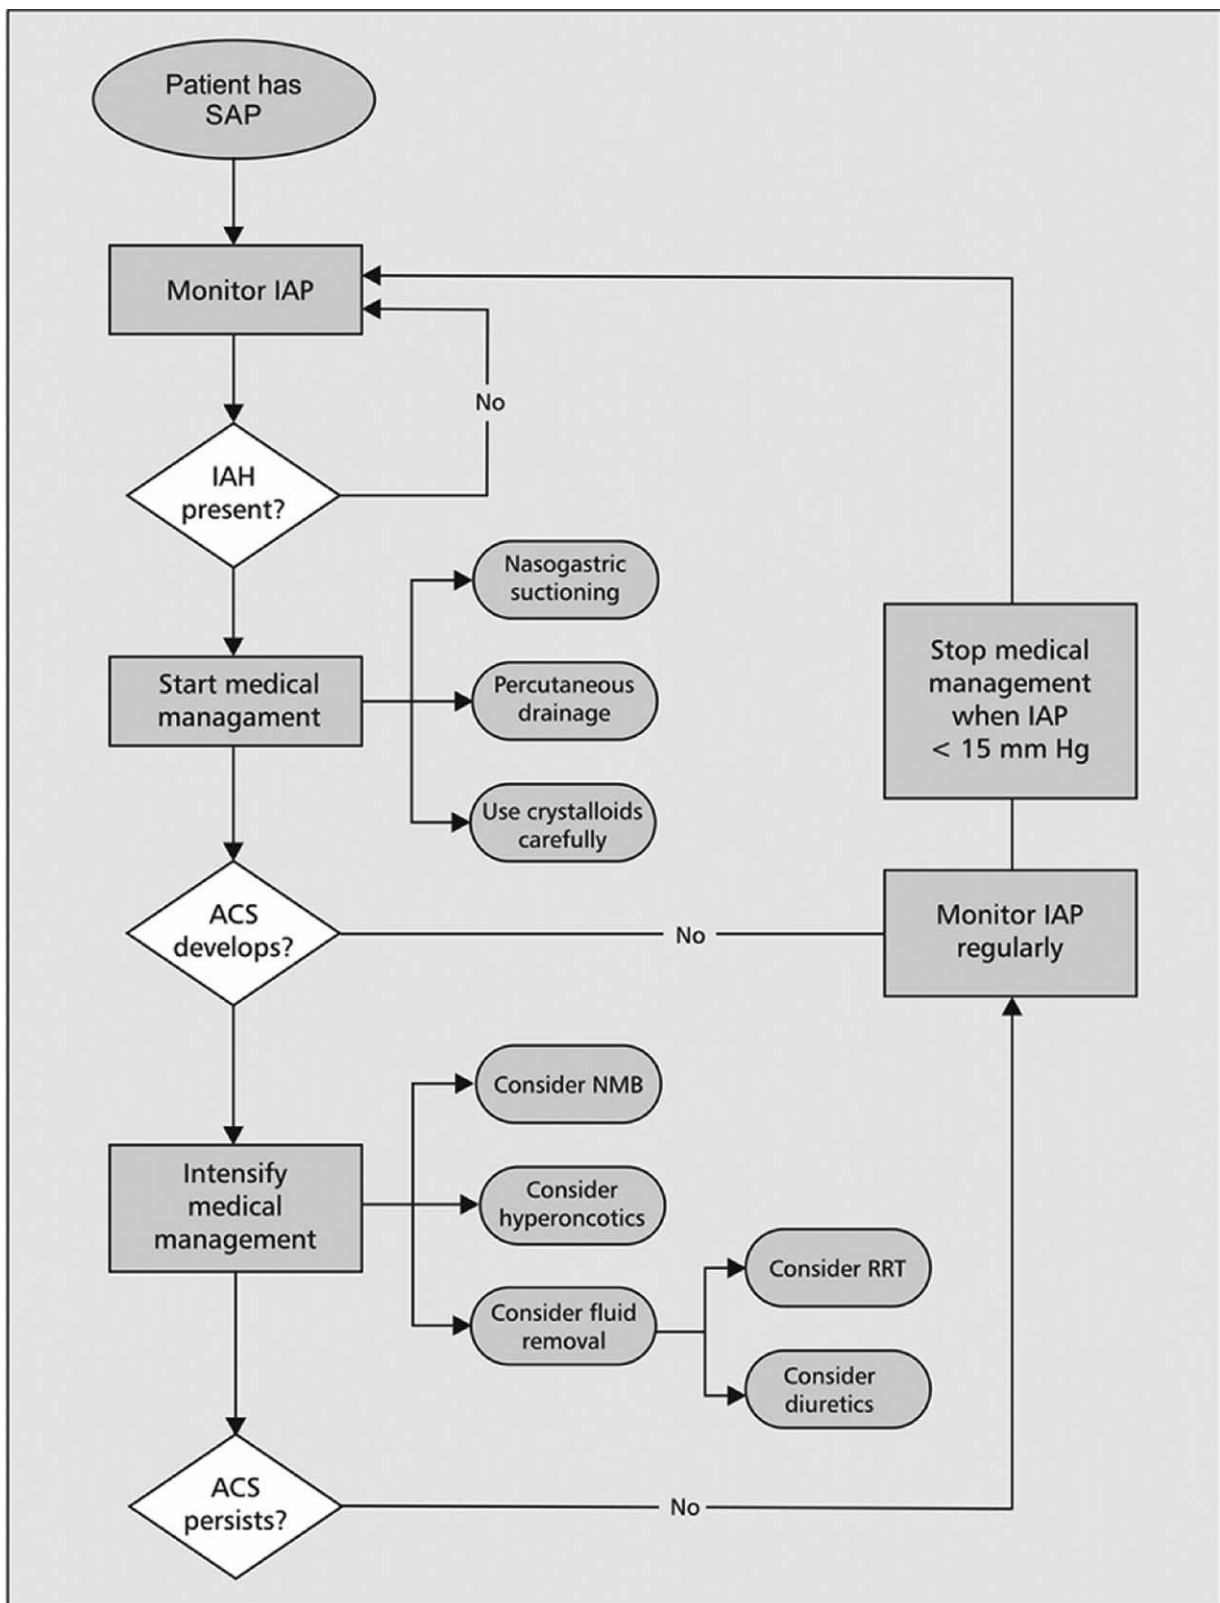 Patient has
SAP
Monitor IAP
No
IAH
present?
Nasogastric
suctioning
Start medical
managament
Percutaneous
drainage
Use crystalloids
carefully
Stop medical
management
when IAP
< 15 mm Hg
ACS
develops?
No
Monitor IAP
regularly
Consider NMB
Intensify
medical
management
Consider
hyperoncotics
Consider fluid
removal
Consider RRT
Consider
diuretics
ACS
persists?
No